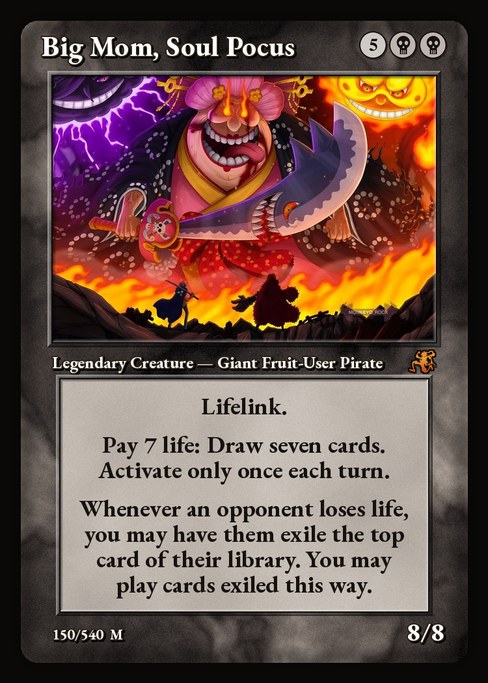 Big Mom, Soul Pocus
5
Legendary Creature — Giant Fruit-User Pirate
Lifelink.
Pay 7 life: Draw seven cards.
Activate only once each turn.
Whenever an opponent loses life,
you may have them exile the top
card of their library. You may
play cards exiled this way.
150/540 M
8/8